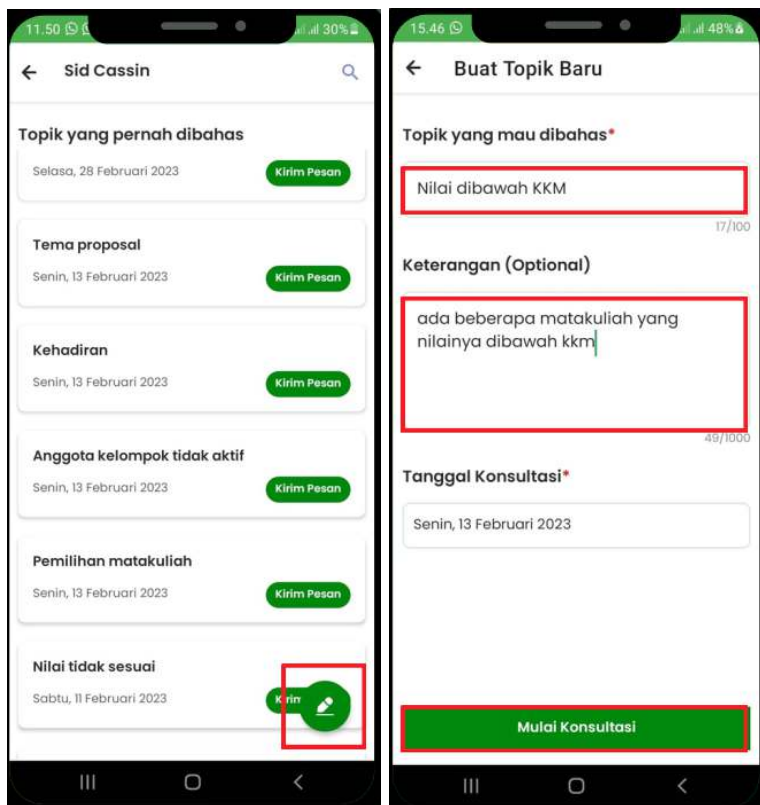 11.50
30%
Sid Cassin
Topik yang pernah dibahas
Selasa, 28 Februari 2023
Kirim Pesan
Tema proposal
Senin, 13 Februari 2023
Kirim Pesan
Kehadiran
Senin, 13 Februari 2023
Kirim Pesan
Anggota kelompok tidak aktif
Senin, 13 Februari 2023
Kirim Pesan
Pemilihan matakuliah
Senin, 13 Februari 2023
Kirim Pesan
Nilai tidak sesuai
Sabtu, 11 Februari 2023
15.46
48%
Buat Topik Baru
Topik yang mau dibahas*
Nilai dibawah KKM
17/100
Keterangan (Optional)
ada beberapa matakuliah yang
nilainya dibawah kkm
49/1000
Tanggal Konsultasi*
Senin, 13 Februari 2023
Mulai Konsultasi